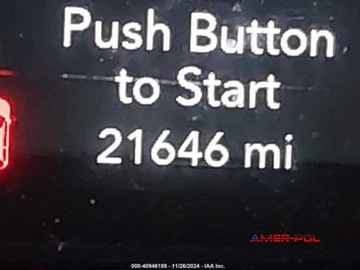 Push Button
to Start
21646 mi
AMER-POL
000-40946189 - 11/26/2024 - IAA Inc.